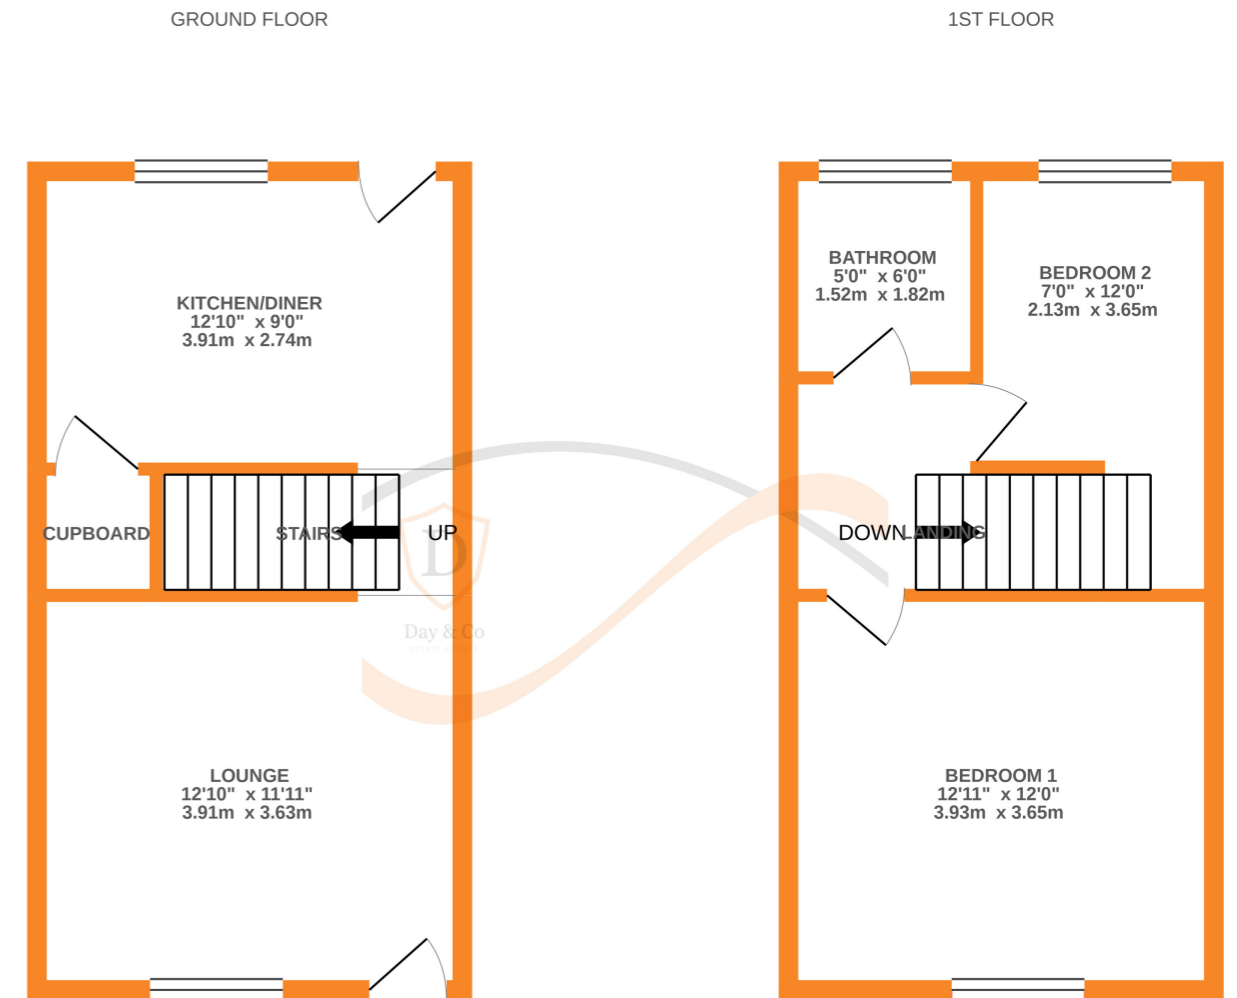 GROUND FLOOR
1ST FLOOR
KITCHEN/DINER
12'10" x 9'0"
3.91m x 2.74m
CUPBOARD
STAIRS
UP
LOUNGE
12'10" x 11'11"
3.91m x 3.63m
BATHROOM
5'0" x 6'0"
1.52m x 1.82m
BEDROOM 2
7'0" x 12'0"
2.13m x 3.65m
DOWN
LANDING
BEDROOM 1
12'11" x 12'0"
3.93m x 3.65m
D
Day & Co